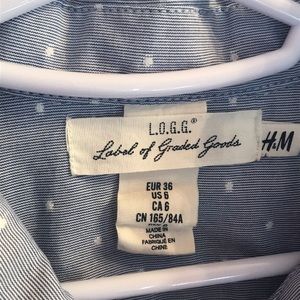 L.O.G.G.®
Label of Graded Goods
H&M
EUR 36
US 6
CA 6
CN 165/84A
MADE IN
CHINA
FABRIQUÉ EN
CHINE